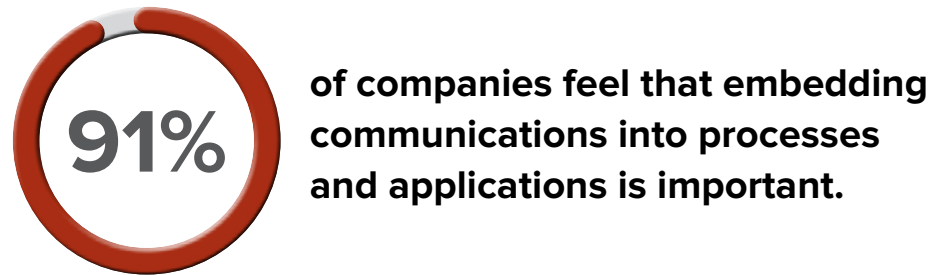 91%
of companies feel that embedding
communications into processes
and applications is important.